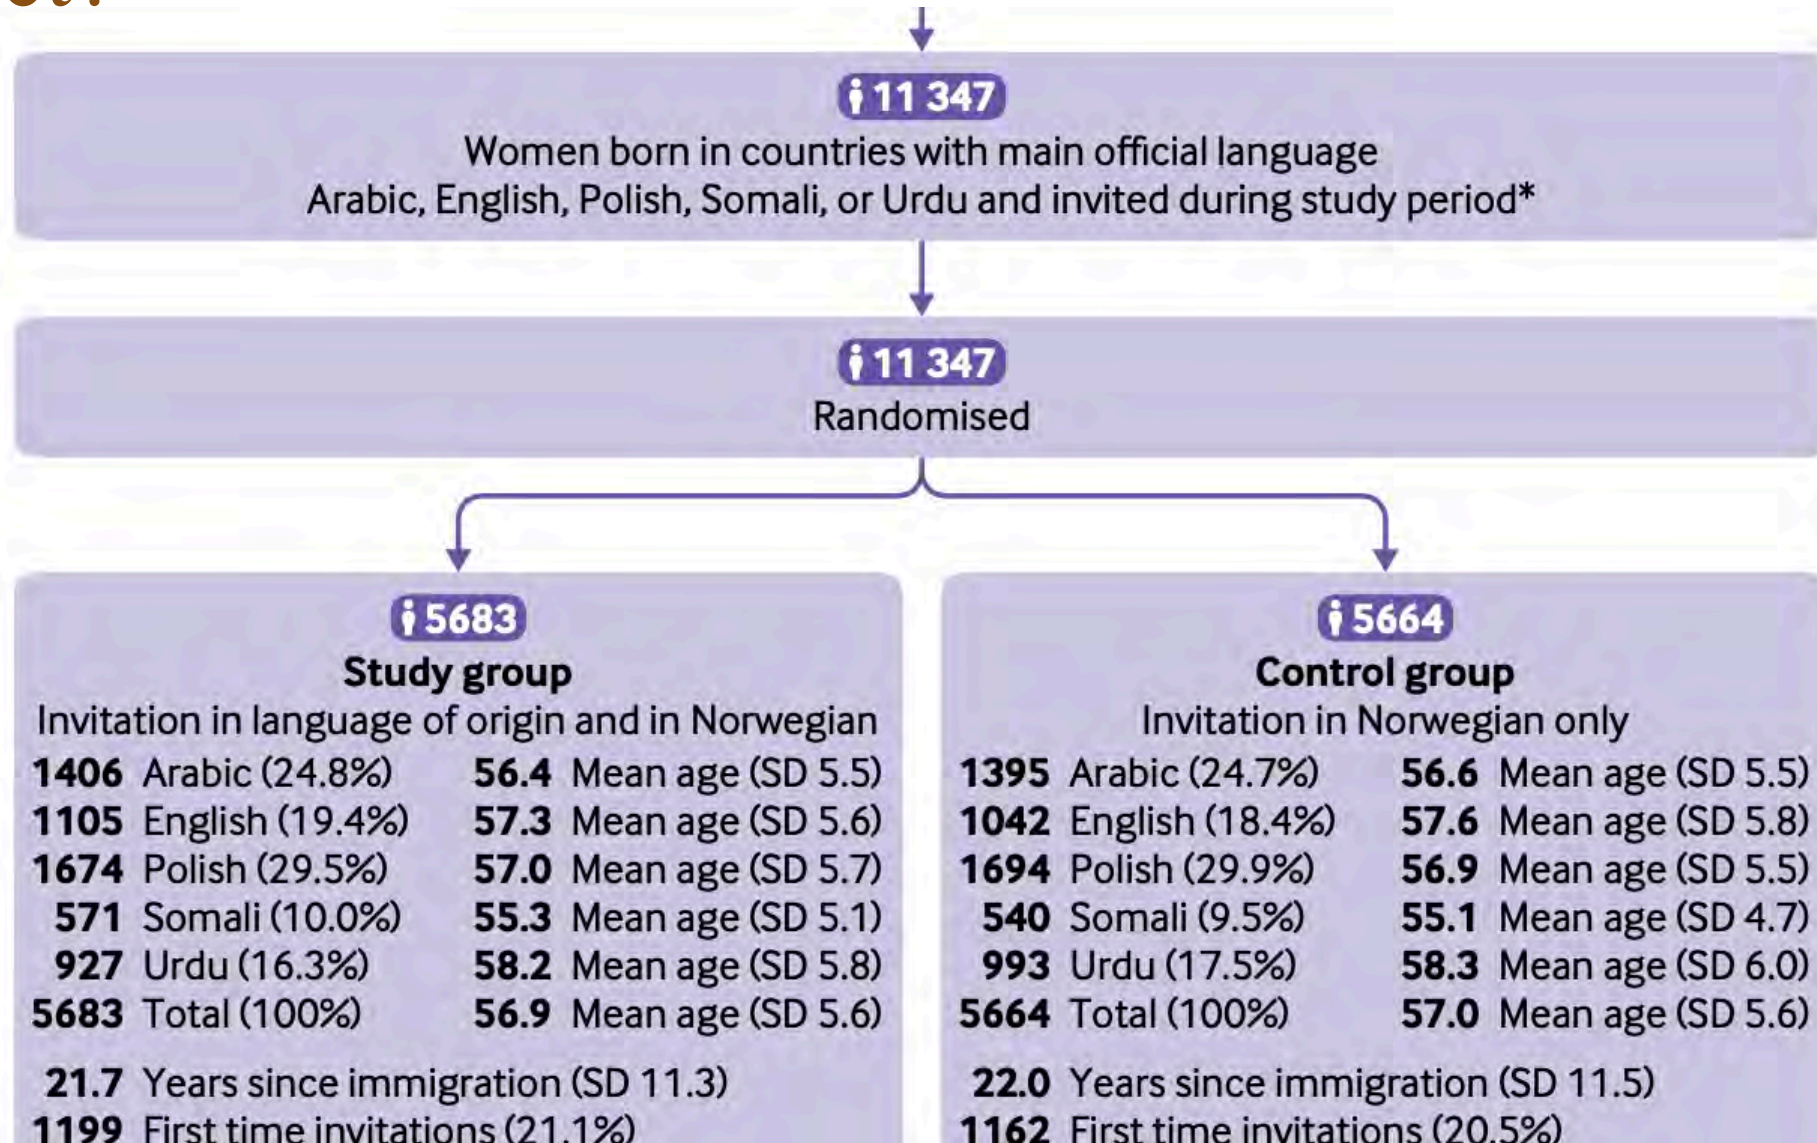 11 347
Women born in countries with main official language
Arabic, English, Polish, Somali, or Urdu and invited during study period*
11 347
Randomised
5683
Study group
Invitation in language of origin and in Norwegian
1406 Arabic (24.8%) 56.4 Mean age (SD 5.5)
1105 English (19.4%) 57.3 Mean age (SD 5.6)
1674 Polish (29.5%) 57.0 Mean age (SD 5.7)
571 Somali (10.0%) 55.3 Mean age (SD 5.1)
927 Urdu (16.3%) 58.2 Mean age (SD 5.8)
5683 Total (100%) 56.9 Mean age (SD 5.6)
21.7 Years since immigration (SD 11.3)
1199 First time invitations (21.1%)
5664
Control group
Invitation in Norwegian only
1395 Arabic (24.7%) 56.6 Mean age (SD 5.5)
1042 English (18.4%) 57.6 Mean age (SD 5.8)
1694 Polish (29.9%) 56.9 Mean age (SD 5.5)
540 Somali (9.5%) 55.1 Mean age (SD 4.7)
993 Urdu (17.5%) 58.3 Mean age (SD 6.0)
5664 Total (100%) 57.0 Mean age (SD 5.6)
22.0 Years since immigration (SD 11.5)
1162 First time invitations (20.5%)